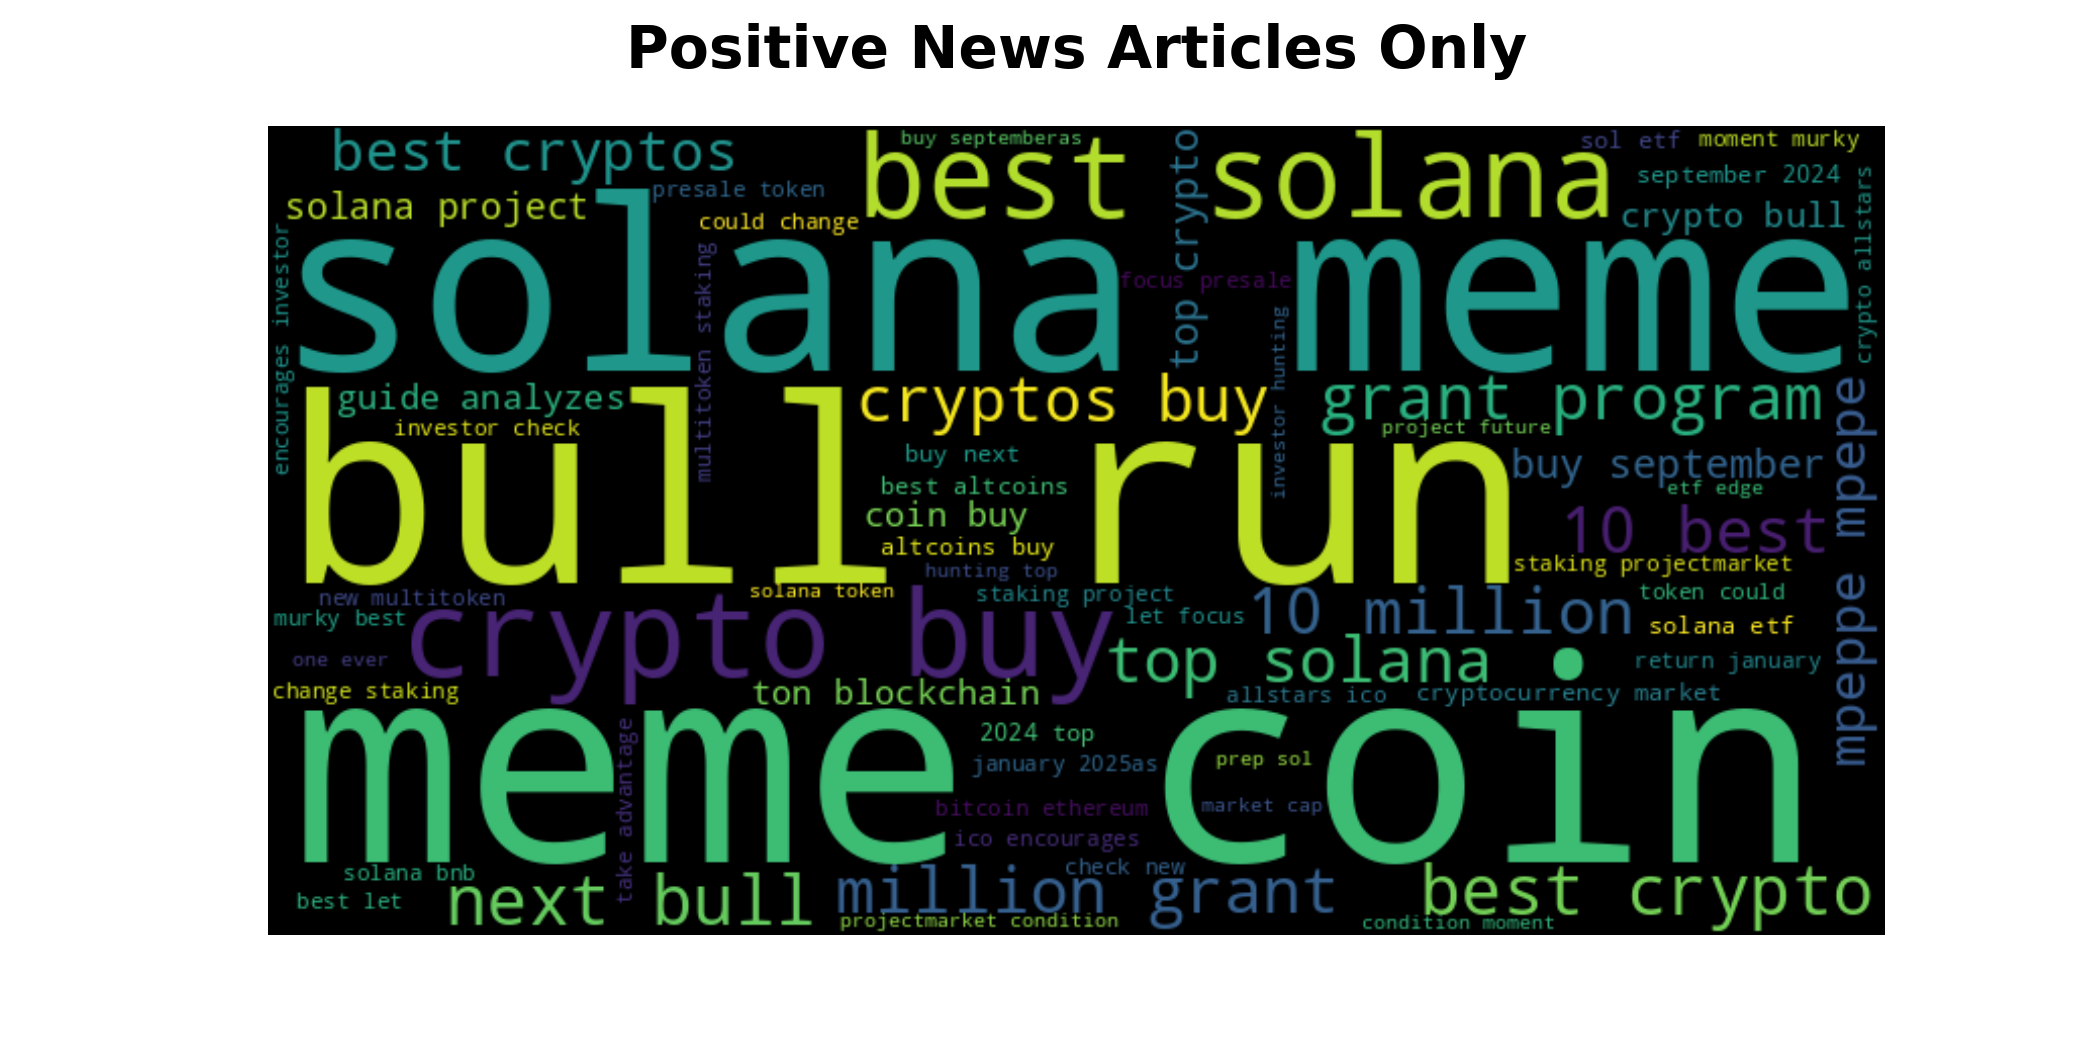 Positive News Articles Only
best cryptos
buy septemberas
best solana
top crypto
sol etf
moment murky
presale token
september 2024
solana project
could change
crypto bull
crypto allstars
encourages investor
solana meme
multitoken staking
focus presale
investor hunting
guide analyzes
cryptos buy
grant program
mpeppe mpepe
investor check
project future
bull run
buy next
buy september
best altcoins
etf edge
coin buy
10 best
altcoins buy
staking projectmarket
hunting top
new multitoken
solana token
staking project
token could
murky best
crypto buy
let focus
10 million
solana etf
one ever
top solana
return january
change staking
ton blockchain
allstars ico
cryptocurrency market
take advantage
meme coin
2024 top
january 2025as
prep sol
bitcoin ethereum
market cap
ico encourages
solana bnb
check new
best let
next bull
million grant
best crypto
projectmarket condition
condition moment